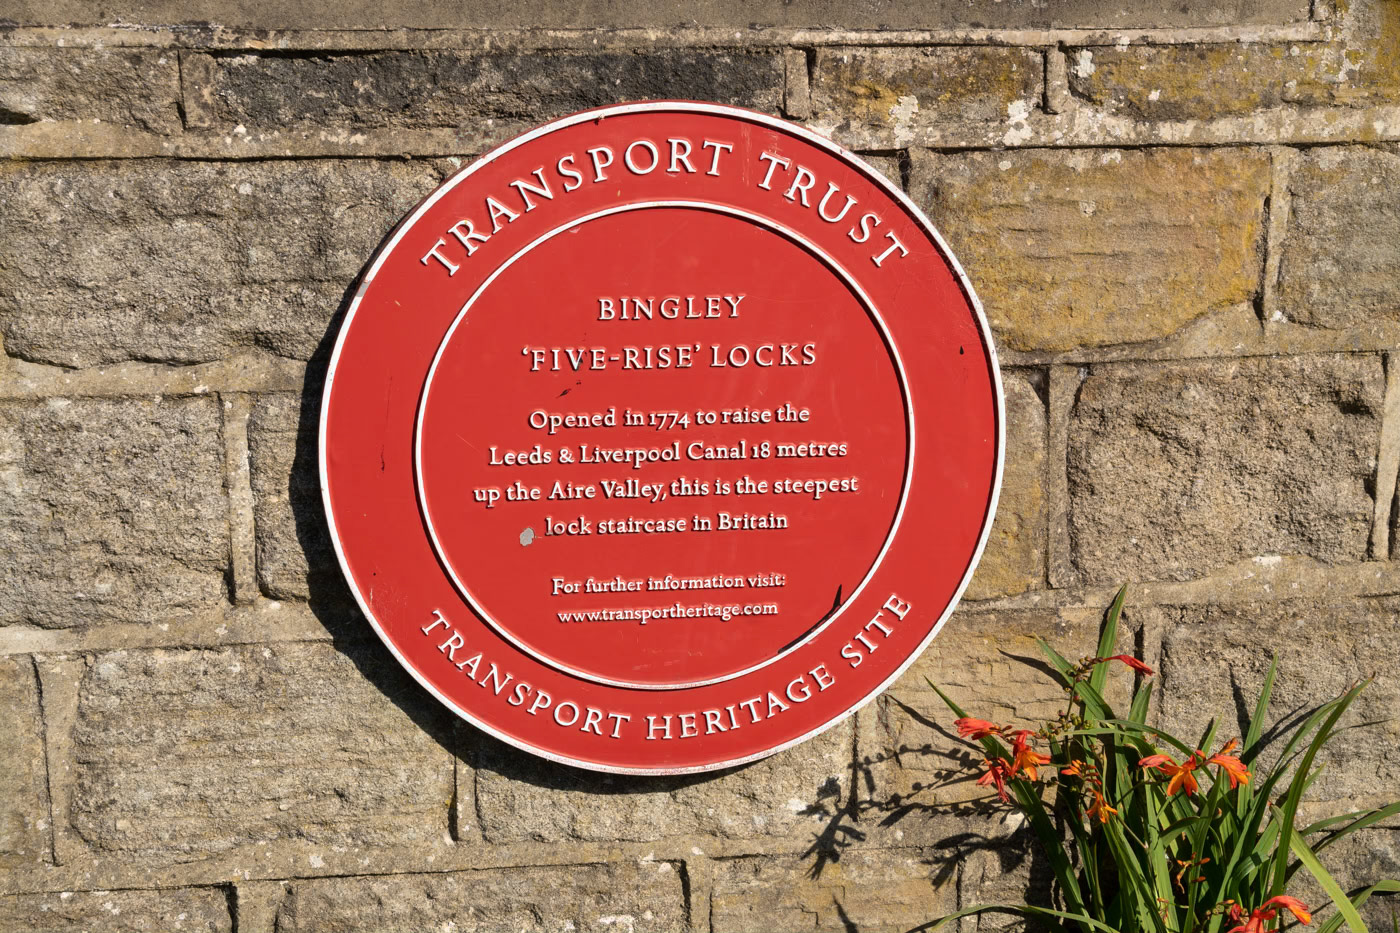 TRANSPORT TRUST
BINGLEY
‘FIVE-RISE’ LOCKS
Opened in 1774 to raise the
Leeds & Liverpool Canal 18 metres
up the Aire Valley, this is the steepest
lock staircase in Britain
For further information visit:
www.transportheritage.com
TRANSPORT HERITAGE SITE